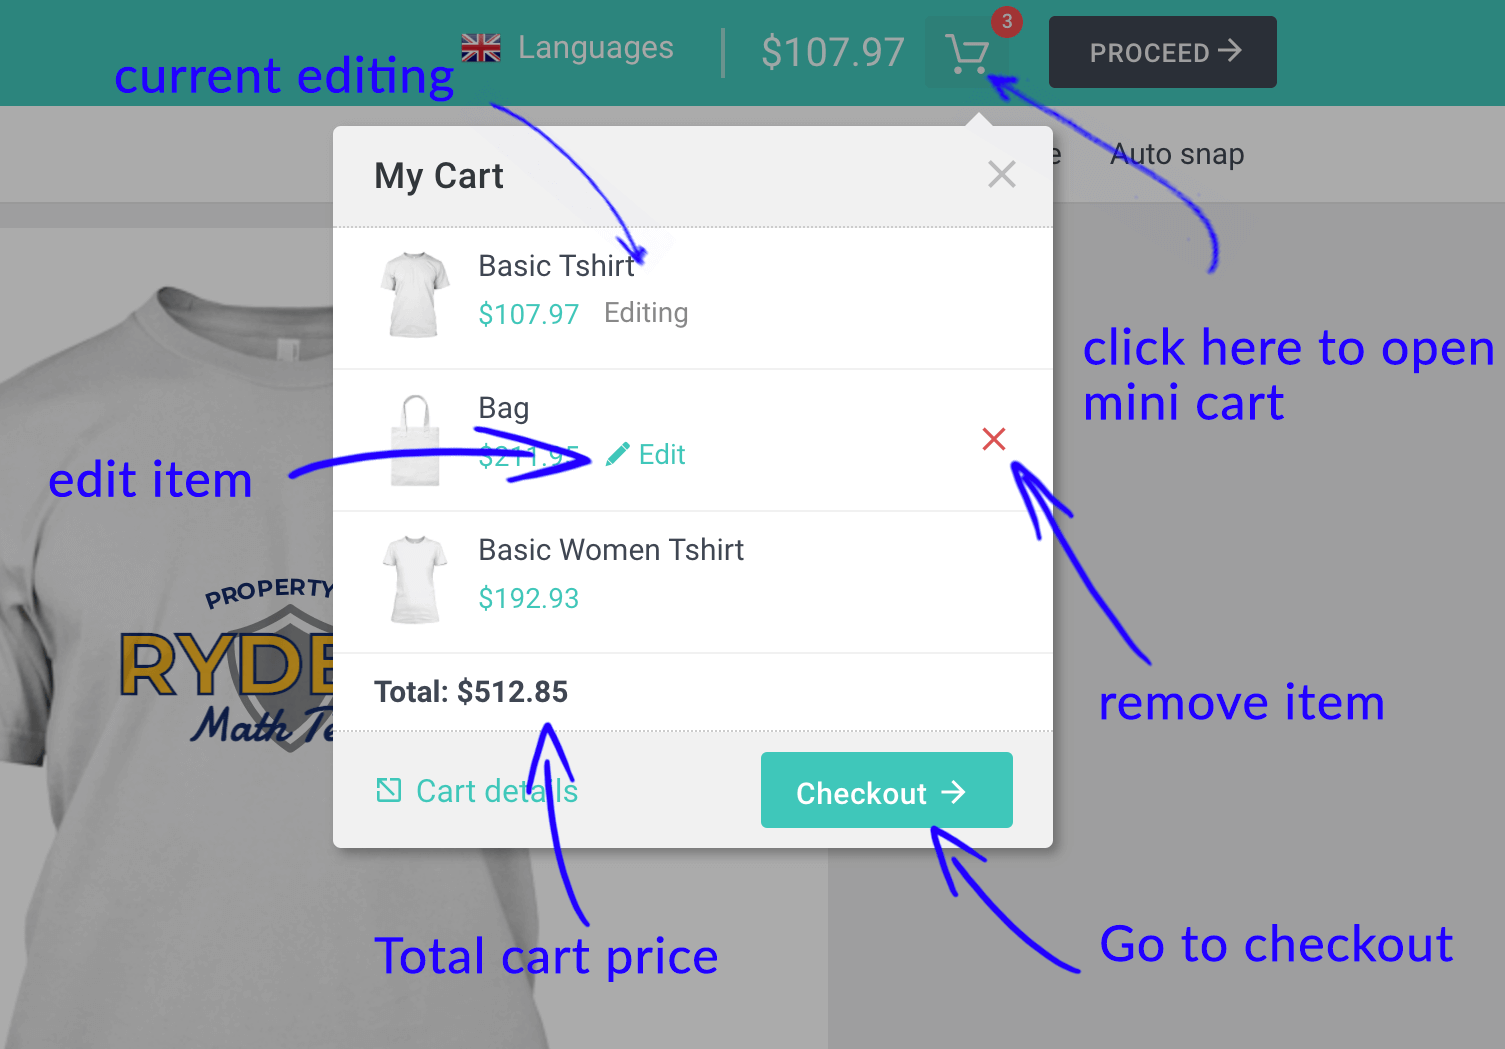 Languages
$107.97
3
PROCEED
current editing
Auto snap
My Cart
Basic Tshirt
$107.97 Editing
click here to open
mini cart
Bag
$211.95 Edit
edit item
Basic Women Tshirt
$192.93
PROPERTY
RYDE
Math Te
Total: $512.85
remove item
Cart details
Checkout
Total cart price
Go to checkout